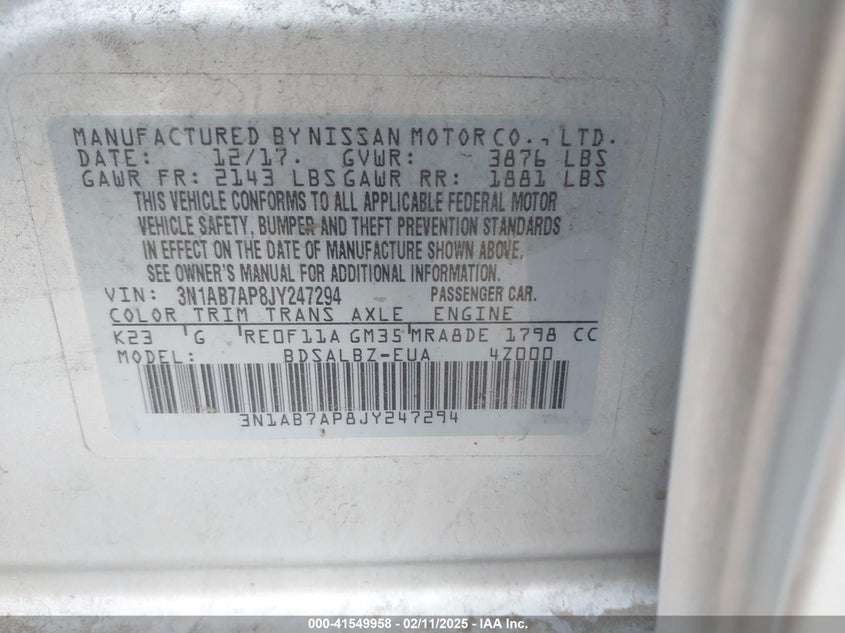 MANUFACTURED BY NISSAN MOTOR CO., LTD.
DATE: 12/17. GVWR: 3876 LBS
GAWR FR: 2143 LBS GAWR RR: 1881 LBS
THIS VEHICLE CONFORMS TO ALL APPLICABLE FEDERAL MOTOR
VEHICLE SAFETY, BUMPER AND THEFT PREVENTION STANDARDS
IN EFFECT ON THE DATE OF MANUFACTURE SHOWN ABOVE,
SEE OWNER'S MANUAL FOR ADDITIONAL INFORMATION.
VIN: 3N1AB7AP8JY247294 PASSENGER CAR.
COLOR TRIM TRANS AXLE ENGINE
K23 G RE0F11A GM35 MRA8DE 1798 CC
MODEL: BDSALBZ-EUA 4Z000
3N1AB7AP8JY247294
000-41549958 - 02/11/2025 - IAA Inc.